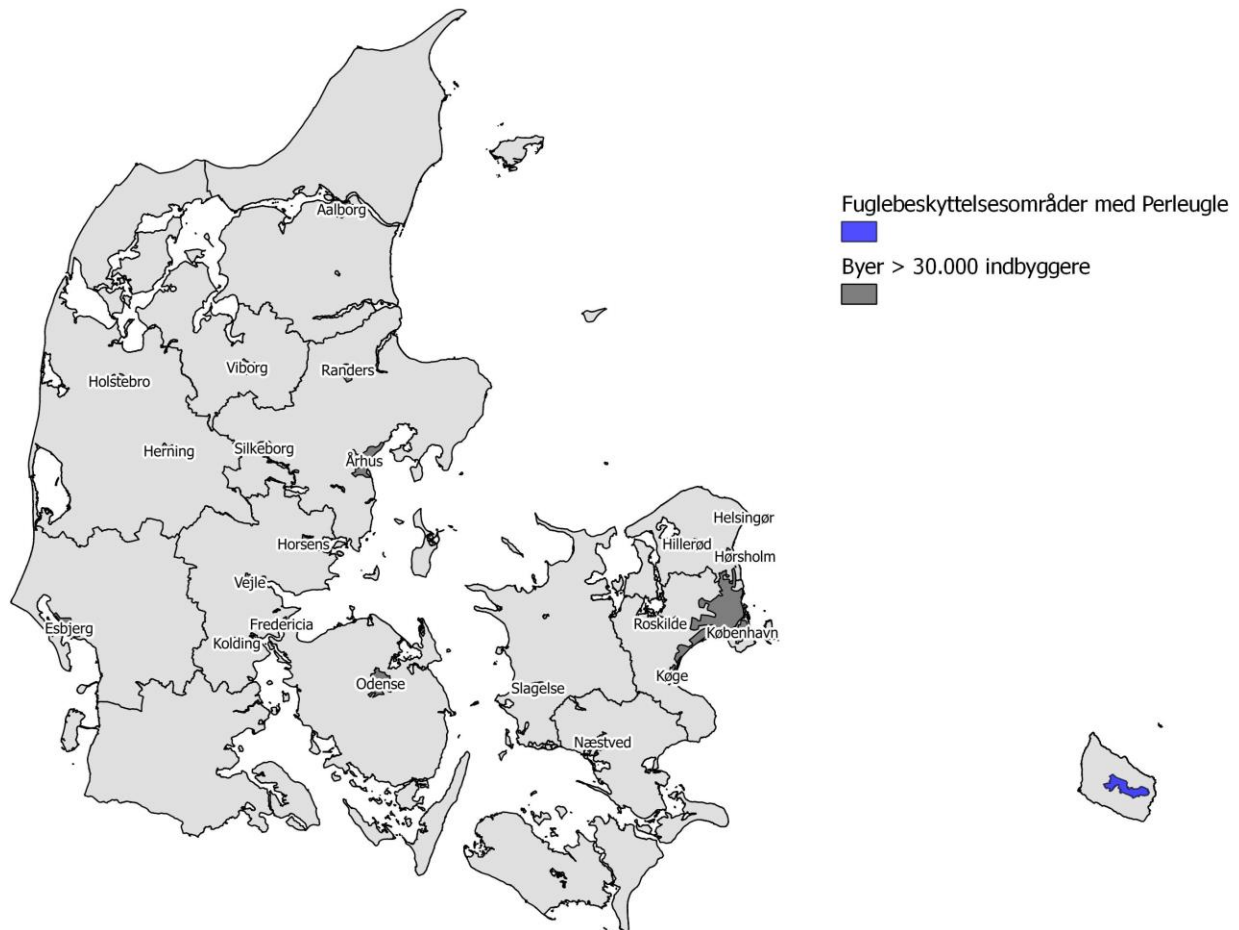 Fuglebeskyttelsesområder med Perleugle
Byer > 30.000 indbyggere
Aalborg
Viborg
Randers
Holstebro
Herning
Silkeborg
Århus
Helsingør
Hillerød
Hørsholm
Horsens
Vejle
Roskilde
København
Esbjerg
Fredericia
Kolding
Køge
Odense
Slagelse
Næstved